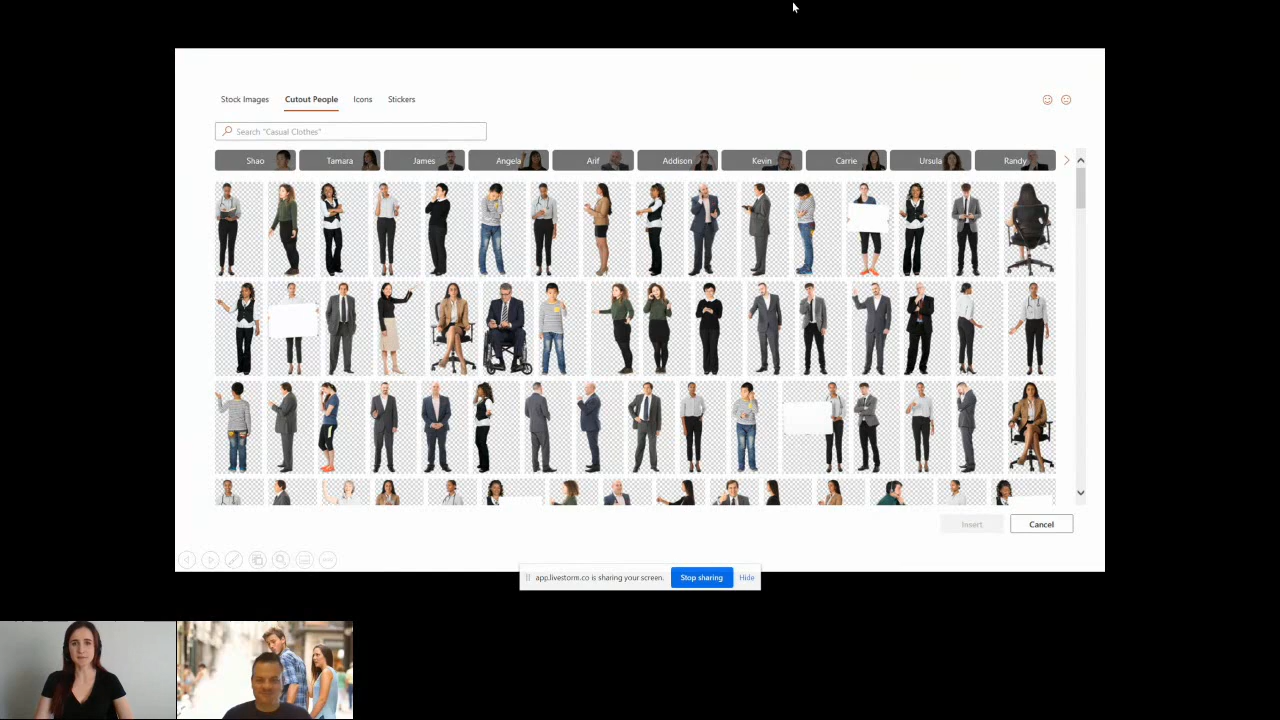 Stock Images Cutout People Icons Stickers
Search "Casual Clothes"
Shao Tamara James Angela Arif Addison Kevin Carrie Ursula Randy
Insert Cancel
app.livestorm.co is sharing your screen. Stop sharing Hide